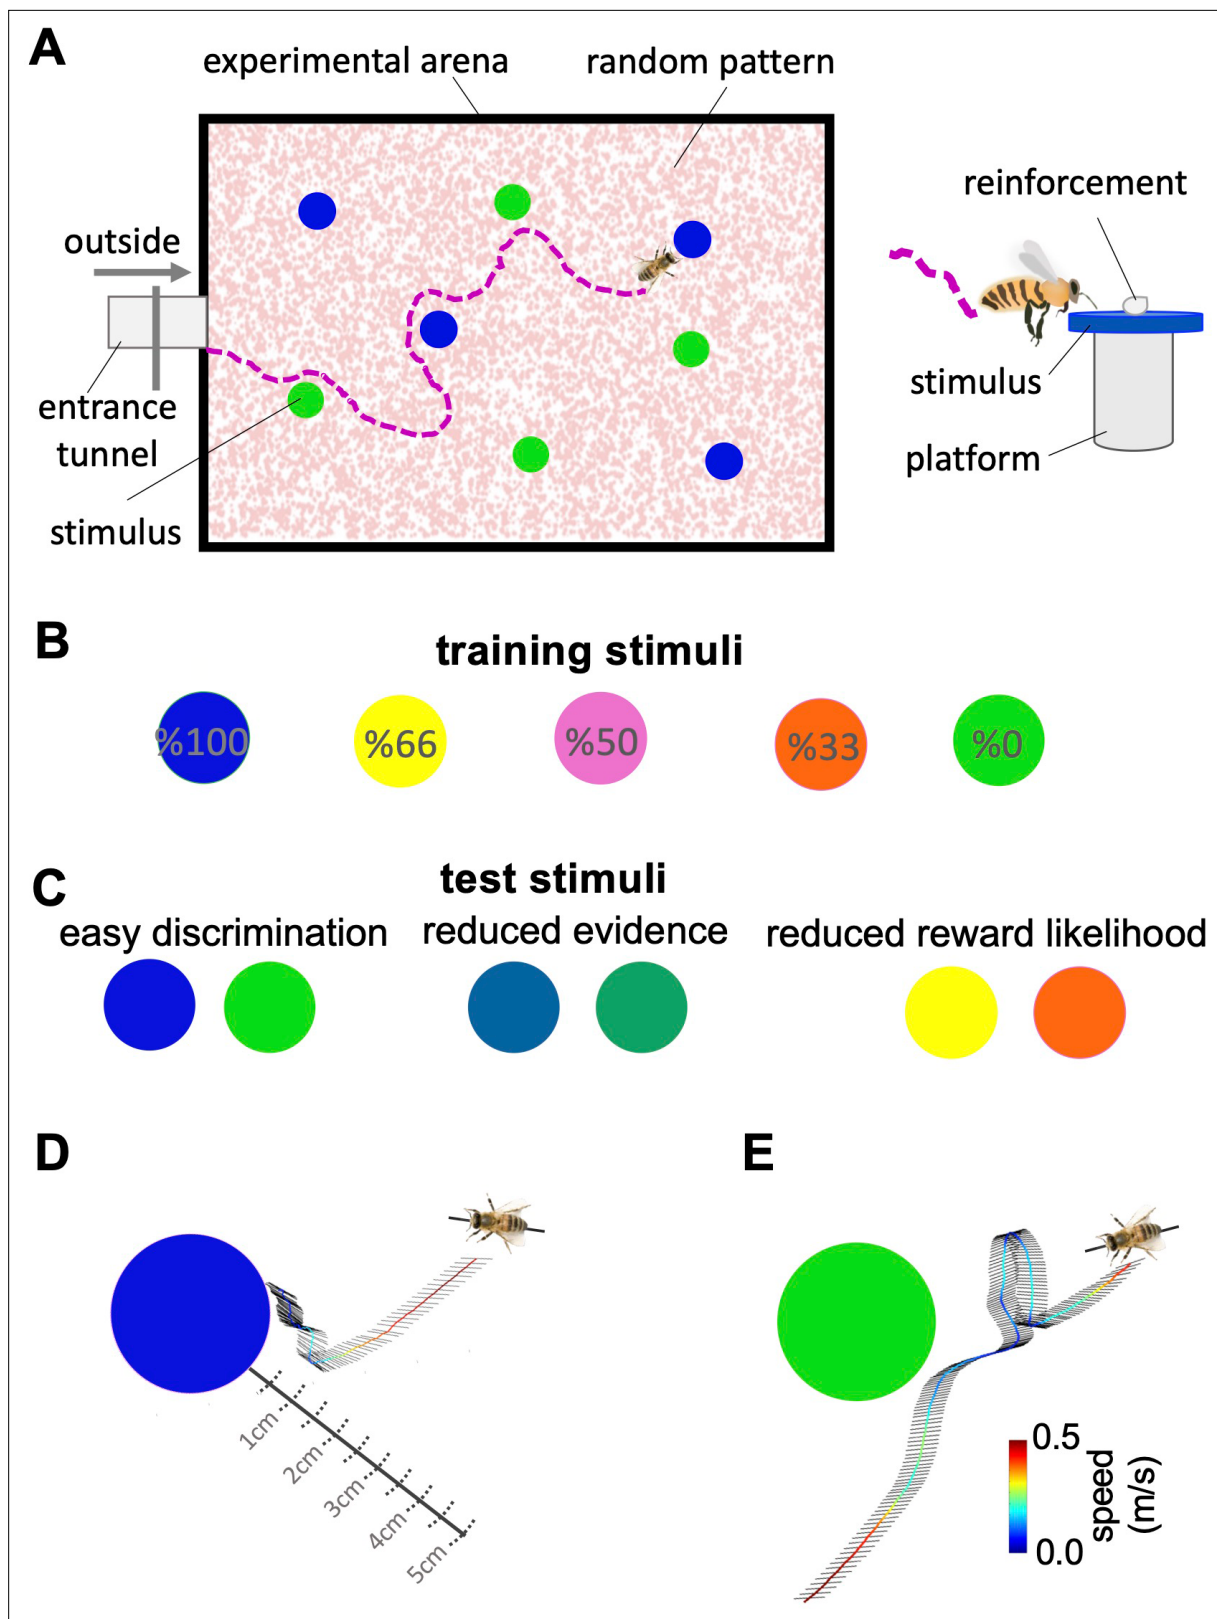 A
experimental arena
random pattern
reinforcement
outside
entrance
tunnel
stimulus
stimulus
platform
B
training stimuli
%100
%66
%50
%33
%0
C
test stimuli
easy discrimination
reduced evidence
reduced reward likelihood
D
1cm
2cm
3cm
4cm
5cm
E
0.5
0.0
speed
(m/s)